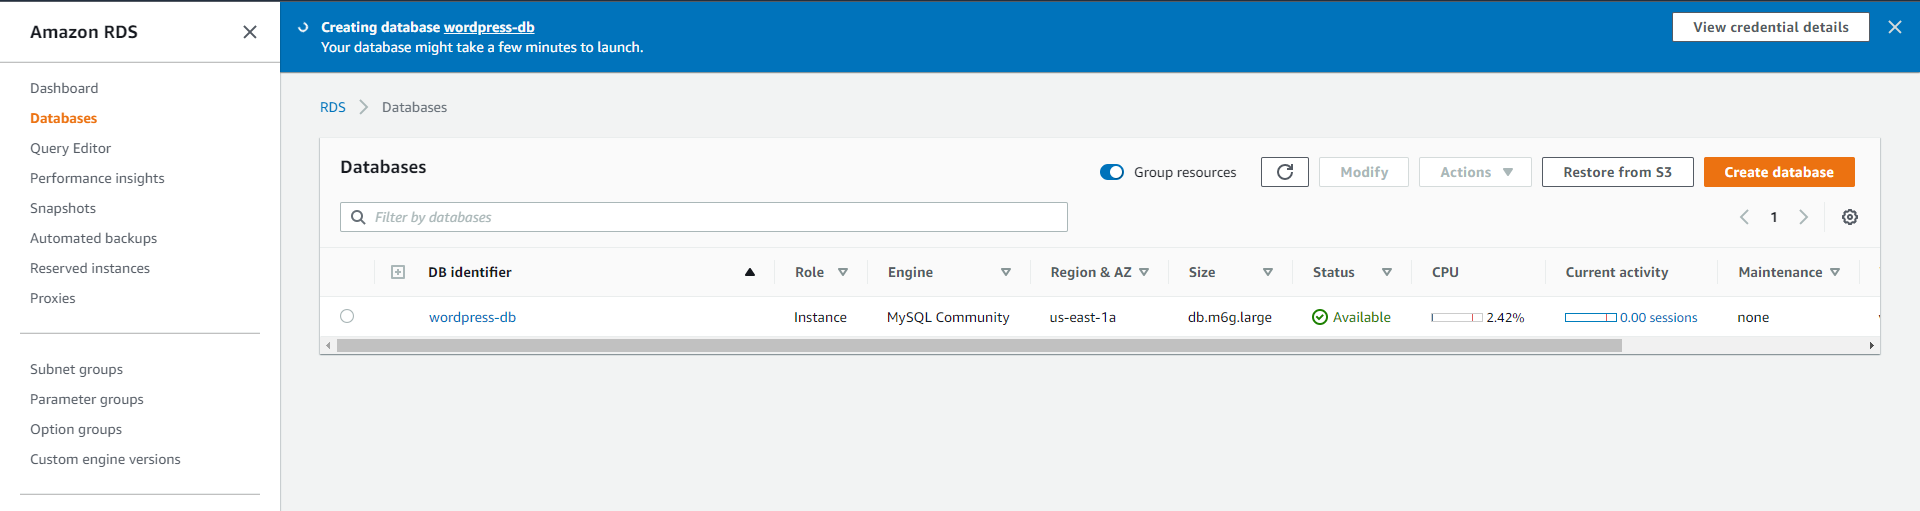 Amazon RDS
Dashboard
Databases
Query Editor
Performance insights
Snapshots
Automated backups
Reserved instances
Proxies
Subnet groups
Parameter groups
Option groups
Custom engine versions
Creating database wordpress-db
Your database might take a few minutes to launch.
View credential details
RDS Databases
Databases
Group resources Modify Actions Restore from S3 Create database
Filter by databases
1
DB identifier Role Engine Region & AZ Size Status CPU Current activity Maintenance
wordpress-db Instance MySQL Community us-east-1a db.m6g.large Available 2.42% 0.00 sessions none